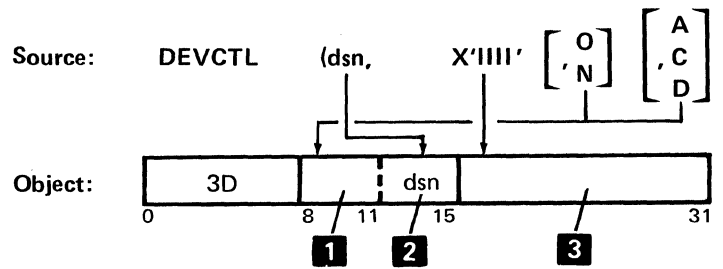 O A
Source: DEVCTL (dsn, X'IIII' , N , C
D
Object: 3D dsn
0 8 11 15 31
1 2 3